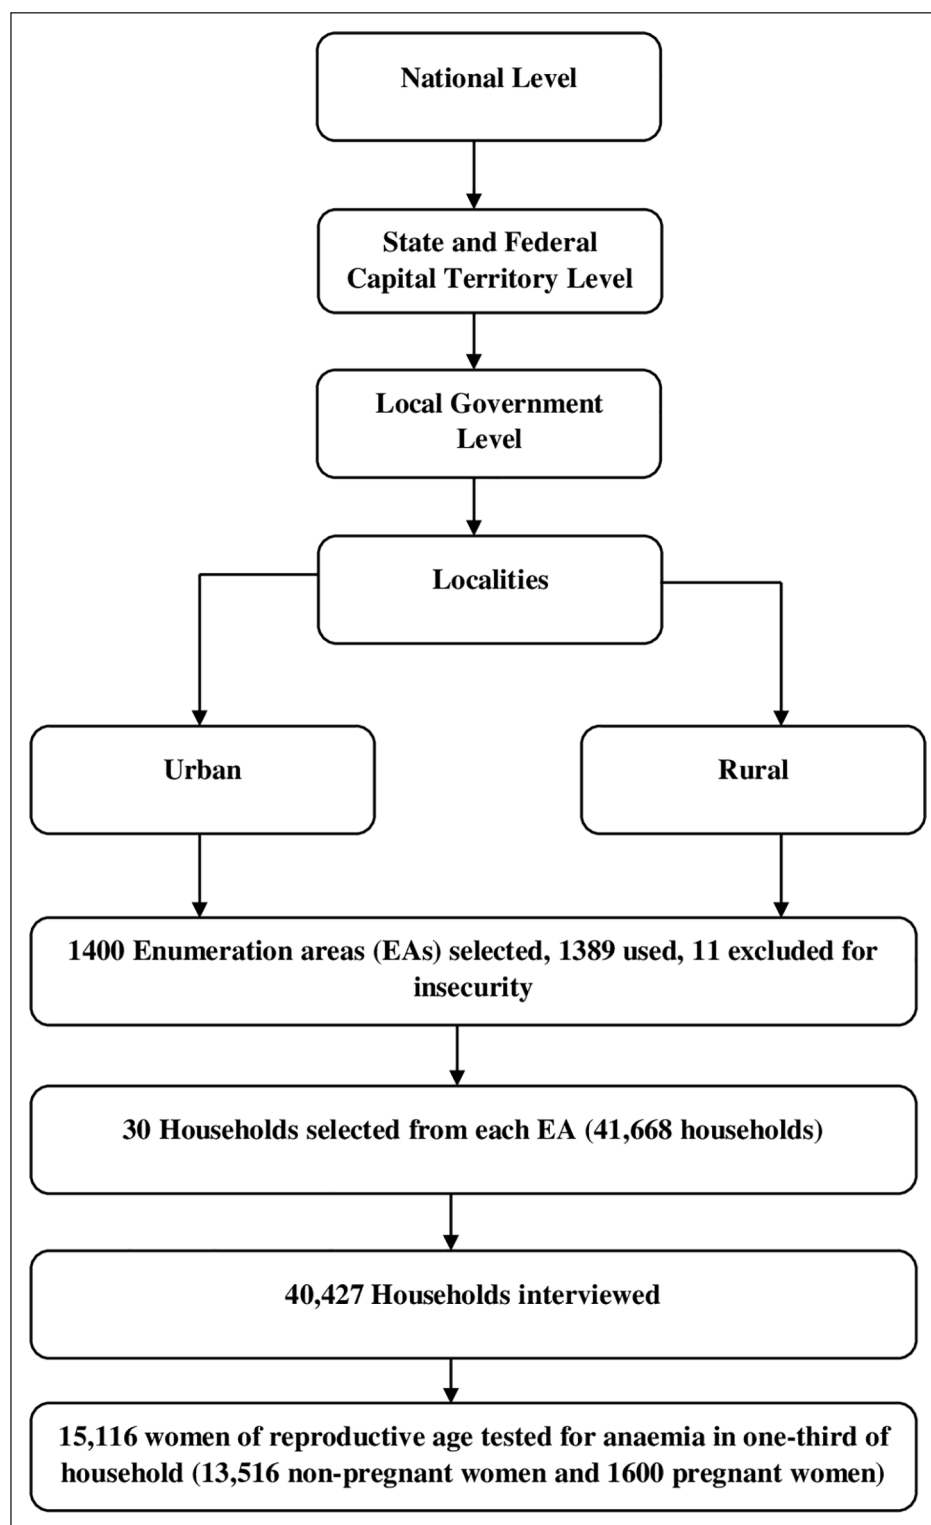 National Level
State and Federal
Capital Territory Level
Local Government
Level
Localities
Urban
Rural
1400 Enumeration areas (EAs) selected, 1389 used, 11 excluded for
insecurity
30 Households selected from each EA (41,668 households)
40,427 Households interviewed
15,116 women of reproductive age tested for anaemia in one-third of
household (13,516 non-pregnant women and 1600 pregnant women)